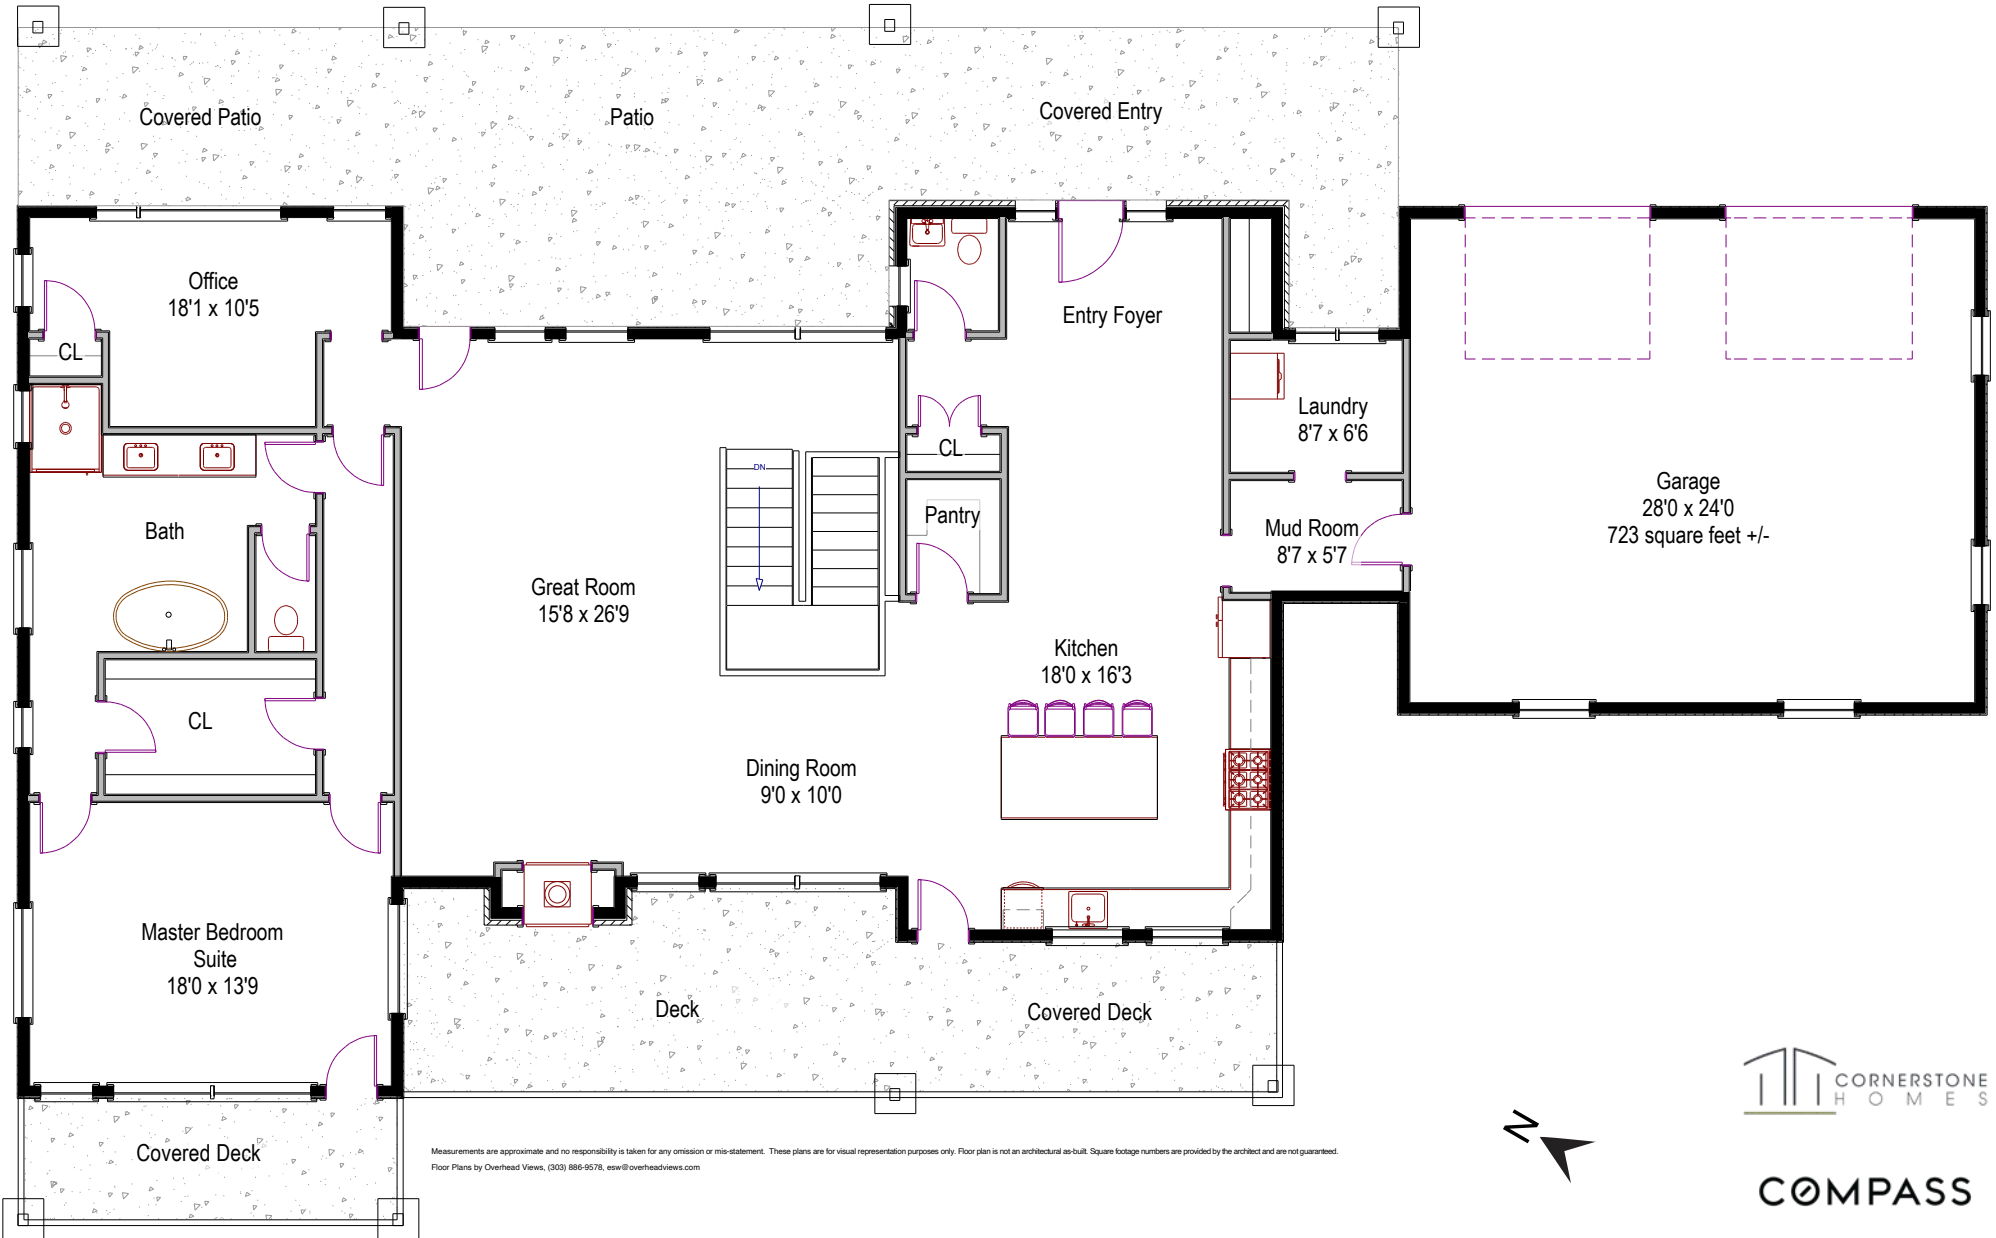 Covered Patio
Patio
Covered Entry
Office
18'1 x 10'5
Entry Foyer
CL
Laundry
8'7 x 6'6
CL
DN
Garage
28'0 x 24'0
723 square feet +/-
Pantry
Mud Room
8'7 x 5'7
Bath
Great Room
15'8 x 26'9
Kitchen
18'0 x 16'3
CL
Dining Room
9'0 x 10'0
Master Bedroom
Suite
18'0 x 13'9
Deck
Covered Deck
Covered Deck
CORNERSTONE
HOMES
N
Measurements are approximate and no responsibility is taken for any omission or mis-statement. These plans are for visual representation purposes only. Floor plan is not an architectural as-built. Square footage numbers are provided by the architect and are not guaranteed.
Floor Plans by Overhead Views, (303) 886-9578, esw@overheadviews.com
COMPASS